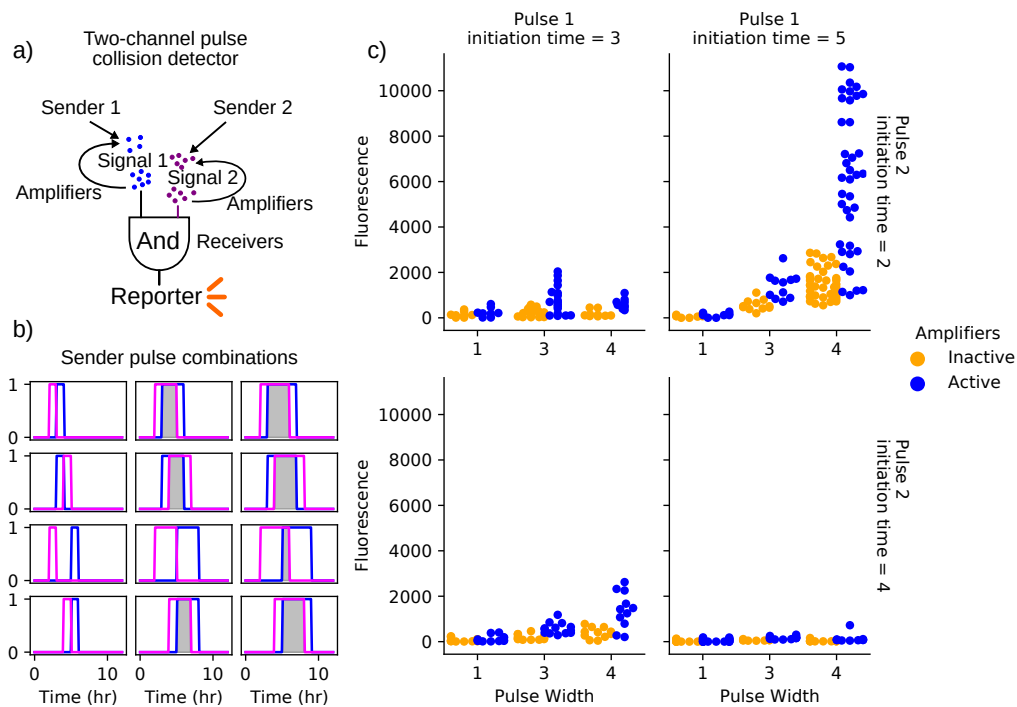 a)
Two-channel pulse
collision detector
Sender 1
Sender 2
Signal 1
Signal 2
Amplifiers
Amplifiers
And
Receivers
Reporter
b)
Sender pulse combinations
1
0
1
0
1
0
1
0
0
10
0
10
0
10
Time (hr)
Time (hr)
Time (hr)
c)
Pulse 1
initiation time = 3
Pulse 1
initiation time = 5
Fluorescence
10000
8000
6000
4000
2000
0
1
3
4
1
3
4
Pulse 2
initiation time = 2
Amplifiers
Inactive
Active
Fluorescence
10000
8000
6000
4000
2000
0
1
3
4
Pulse Width
1
3
4
Pulse Width
Pulse 2
initiation time = 4